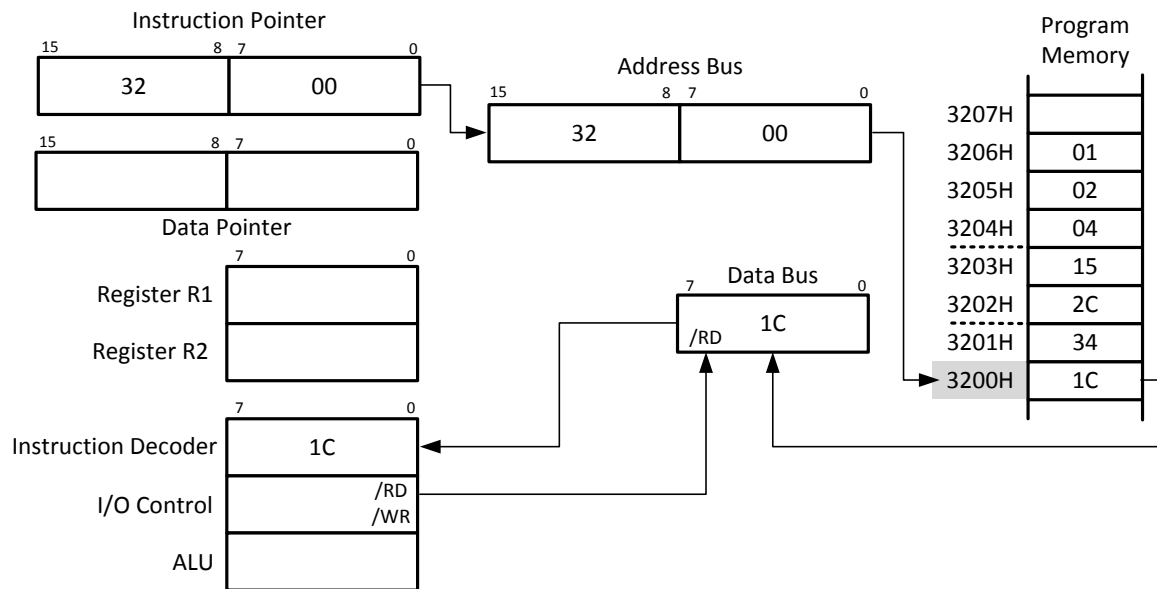 Instruction Pointer
15 8 7 0
32 00
Address Bus
15 8 7 0
32 00
Program
Memory
3207H
3206H 01
3205H 02
3204H 04
3203H 15
3202H 2C
3201H 34
3200H 1C
15 8 7 0
Data Pointer
7 0
Register R1
Register R2
Data Bus
7 0
1C
/RD
7 0
Instruction Decoder 1C
I/O Control /RD
/WR
ALU